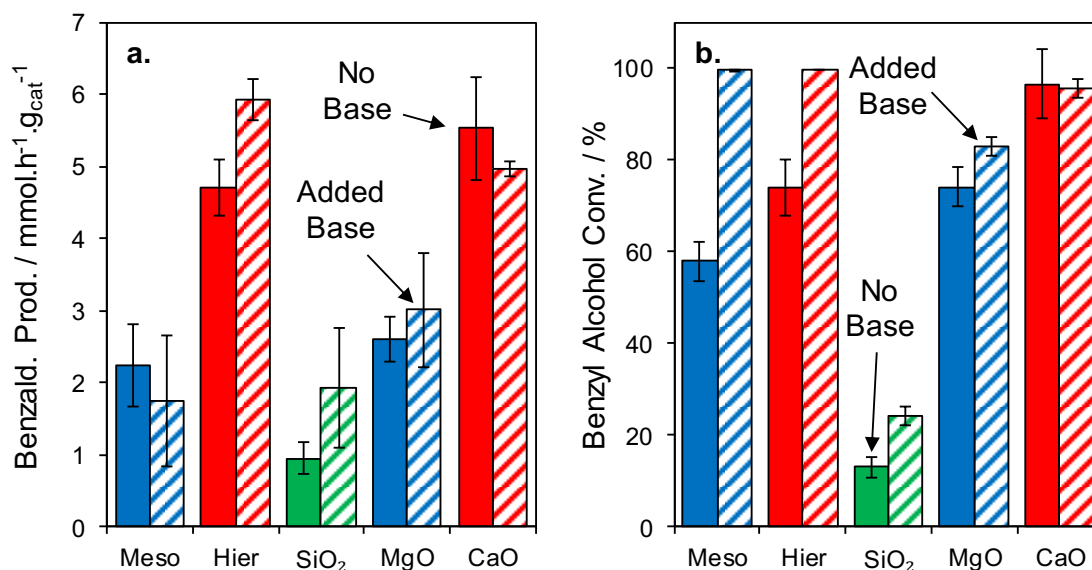 a.
Benzald. Prod. / mmol.h⁻¹.g_cat⁻¹
7
6
5
4
3
2
1
0
No
Base
Added
Base
Meso Hier SiO₂ MgO CaO
b.
Benzyl Alcohol Conv. / %
100
80
60
40
20
0
Added
Base
No
Base
Meso Hier SiO₂ MgO CaO